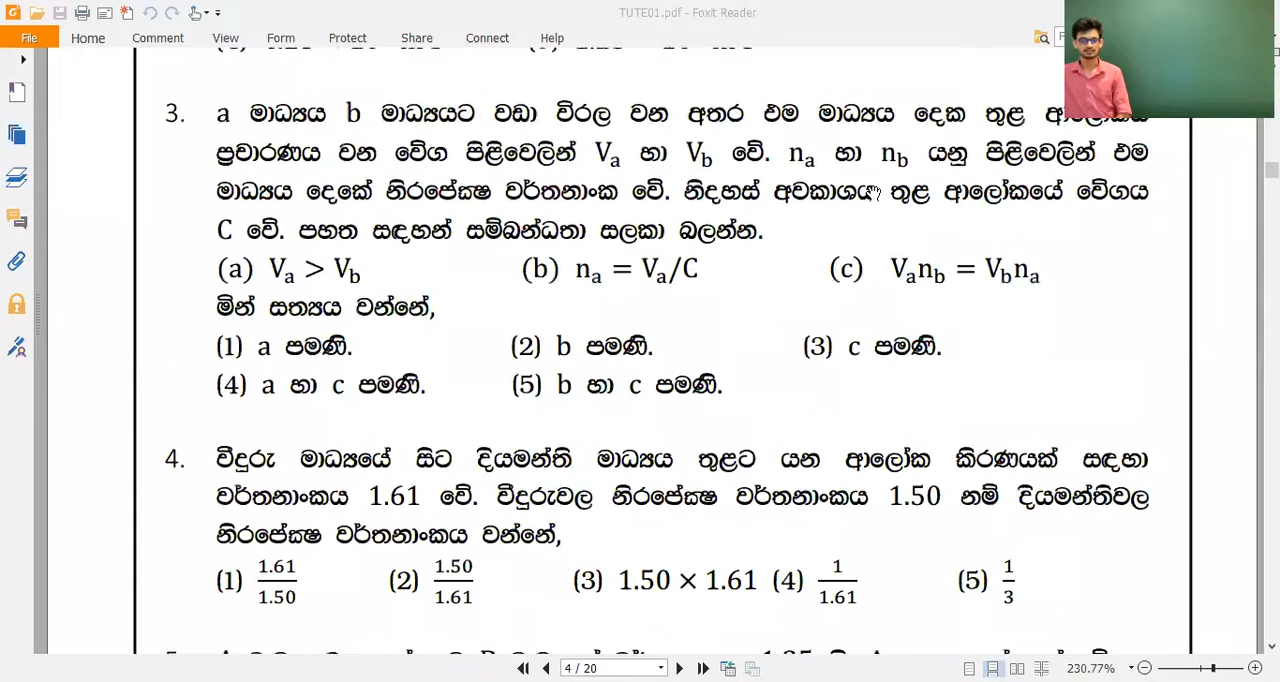 TUTE01.pdf - Foxit Reader
File Home Comment View Form Protect Share Connect Help
3. a මාධ්‍යය b මාධ්‍යයට වඩා විරල වන අතර එම මාධ්‍යය දෙක තුළ
ප්‍රචාරණය වන වේග පිළිවෙලින් Vₐ හා V_b වේ. nₐ හා n_b යනු පිළිවෙලින් එම
මාධ්‍යය දෙකේ නිරපේක්‍ෂ වර්තනාංක වේ. නිදහස් අවකාශය තුළ ආලෝකයේ වේගය
C වේ. පහත සඳහන් සම්බන්ධතා සලකා බලන්න.
(a) Vₐ > V_b (b) nₐ = Vₐ/C (c) Vₐn_b = V_bnₐ
මින් සත්‍යය වන්නේ,
(1) a පමණි. (2) b පමණි. (3) c පමණි.
(4) a හා c පමණි. (5) b හා c පමණි.
4. වීදුරු මාධ්‍යයේ සිට දියමන්ති මාධ්‍යය තුළට යන ආලෝක කිරණයක් සඳහා
වර්තනාංකය 1.61 වේ. වීදුරුවල නිරපේක්‍ෂ වර්තනාංකය 1.50 නම් දියමන්තිවල
නිරපේක්‍ෂ වර්තනාංකය වන්නේ,
(1) 1.61/1.50 (2) 1.50/1.61 (3) 1.50 × 1.61 (4) 1/1.61 (5) 1/3
4 / 20 230.77%